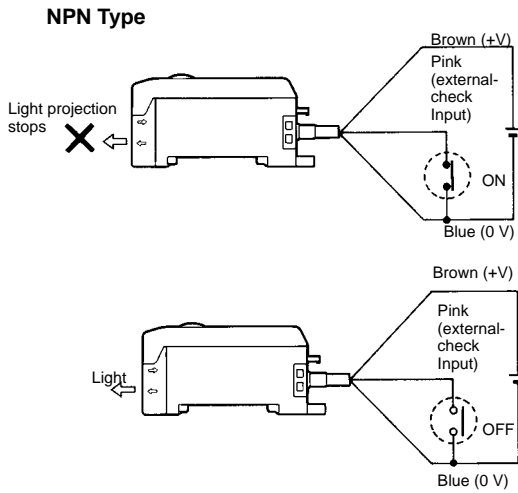 NPN Type
Brown (+V)
Pink
(external-
check
Input)
Light projection
stops
ON
Blue (0 V)
Brown (+V)
Pink
(external-
check
Input)
Light
OFF
Blue (0 V)